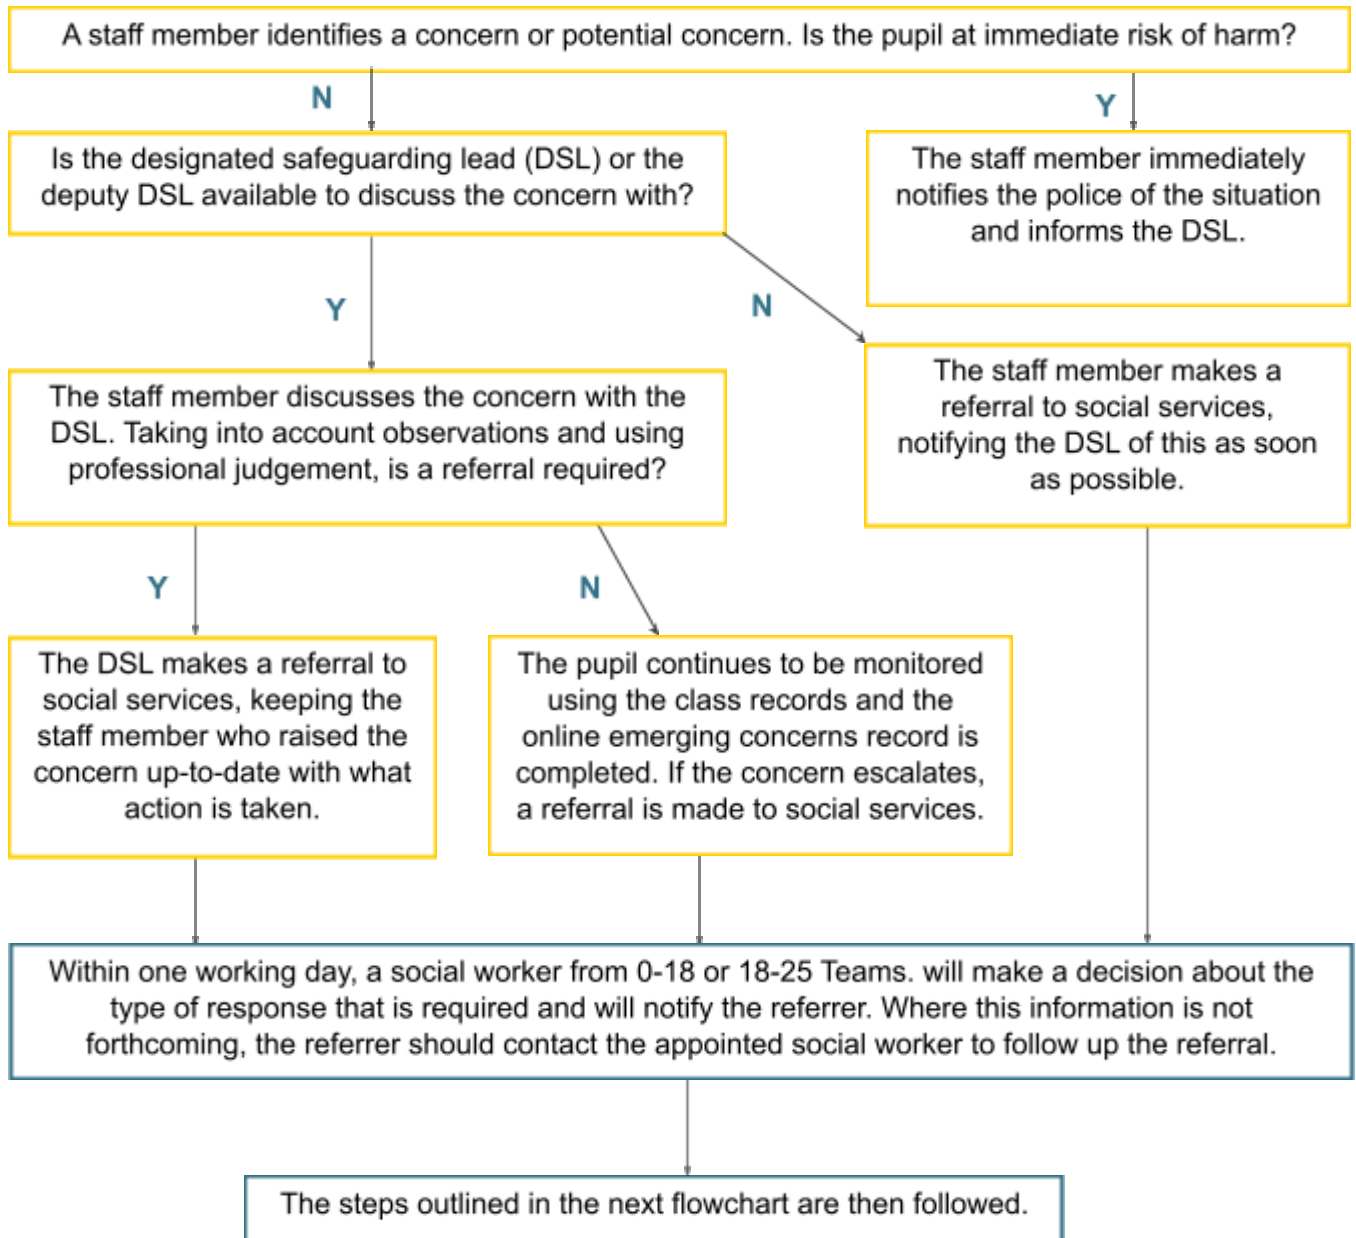 A staff member identifies a concern or potential concern. Is the pupil at immediate risk of harm?
N
Y
Is the designated safeguarding lead (DSL) or the
deputy DSL available to discuss the concern with?
The staff member immediately
notifies the police of the situation
and informs the DSL.
Y
N
The staff member discusses the concern with the
DSL. Taking into account observations and using
professional judgement, is a referral required?
The staff member makes a
referral to social services,
notifying the DSL of this as soon
as possible.
Y
N
The DSL makes a referral to
social services, keeping the
staff member who raised the
concern up-to-date with what
action is taken.
The pupil continues to be monitored
using the class records and the
online emerging concerns record is
completed. If the concern escalates,
a referral is made to social services.
Within one working day, a social worker from 0-18 or 18-25 Teams. will make a decision about the
type of response that is required and will notify the referrer. Where this information is not
forthcoming, the referrer should contact the appointed social worker to follow up the referral.
The steps outlined in the next flowchart are then followed.